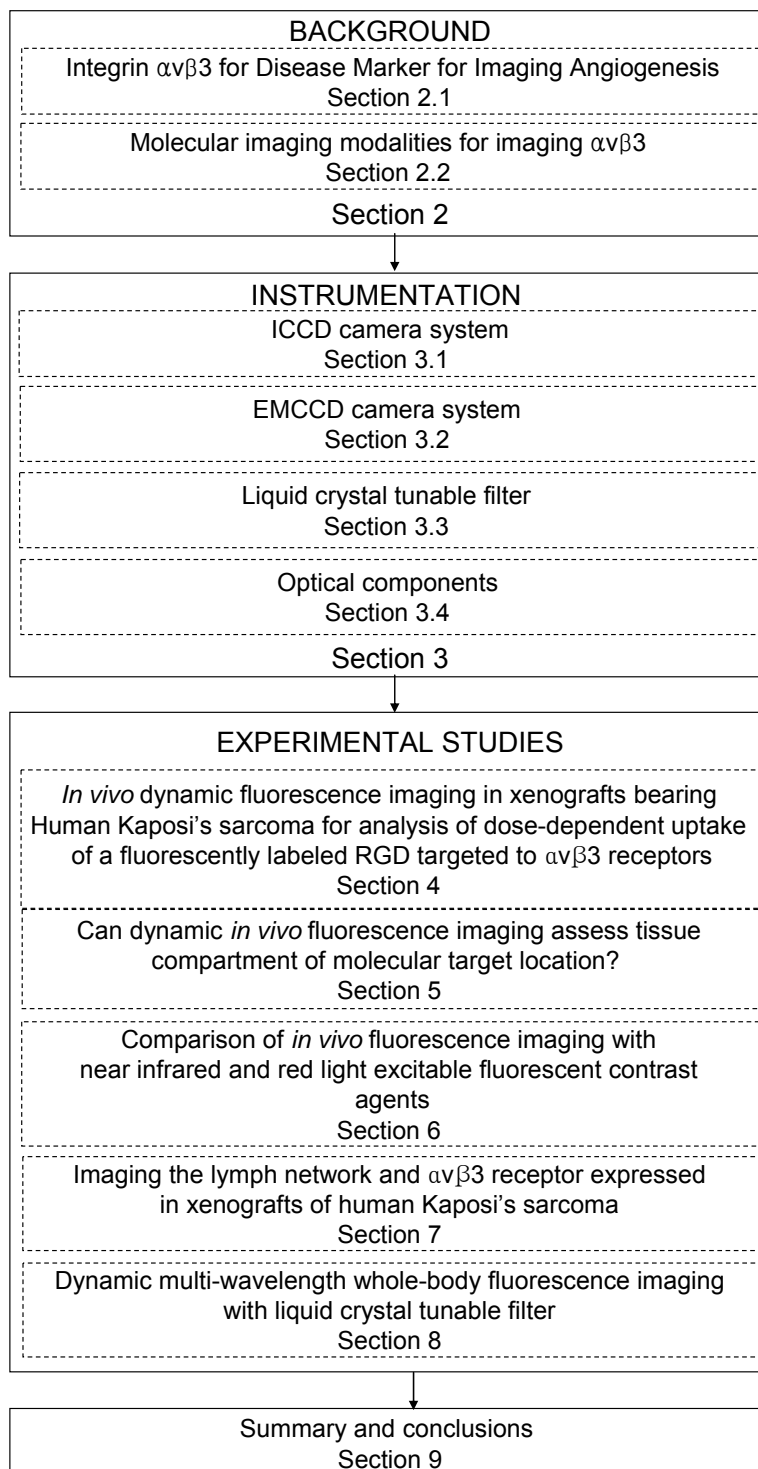 BACKGROUND
Integrin αvβ3 for Disease Marker for Imaging Angiogenesis
Section 2.1
Molecular imaging modalities for imaging αvβ3
Section 2.2
Section 2
INSTRUMENTATION
ICCD camera system
Section 3.1
EMCCD camera system
Section 3.2
Liquid crystal tunable filter
Section 3.3
Optical components
Section 3.4
Section 3
EXPERIMENTAL STUDIES
In vivo dynamic fluorescence imaging in xenografts bearing
Human Kaposi's sarcoma for analysis of dose-dependent uptake
of a fluorescently labeled RGD targeted to αvβ3 receptors
Section 4
Can dynamic in vivo fluorescence imaging assess tissue
compartment of molecular target location?
Section 5
Comparison of in vivo fluorescence imaging with
near infrared and red light excitable fluorescent contrast
agents
Section 6
Imaging the lymph network and αvβ3 receptor expressed
in xenografts of human Kaposi's sarcoma
Section 7
Dynamic multi-wavelength whole-body fluorescence imaging
with liquid crystal tunable filter
Section 8
Summary and conclusions
Section 9